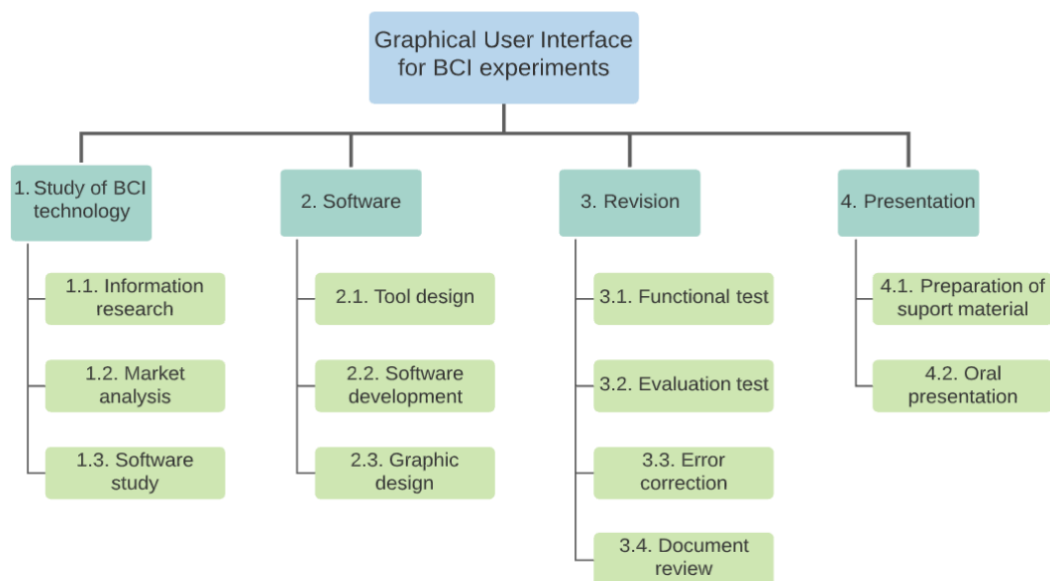 Graphical User Interface
for BCI experiments
1. Study of BCI
technology
2. Software
3. Revision
4. Presentation
1.1. Information
research
2.1. Tool design
3.1. Functional test
4.1. Preparation of
suport material
1.2. Market
analysis
2.2. Software
development
3.2. Evaluation test
4.2. Oral
presentation
1.3. Software
study
2.3. Graphic
design
3.3. Error
correction
3.4. Document
review